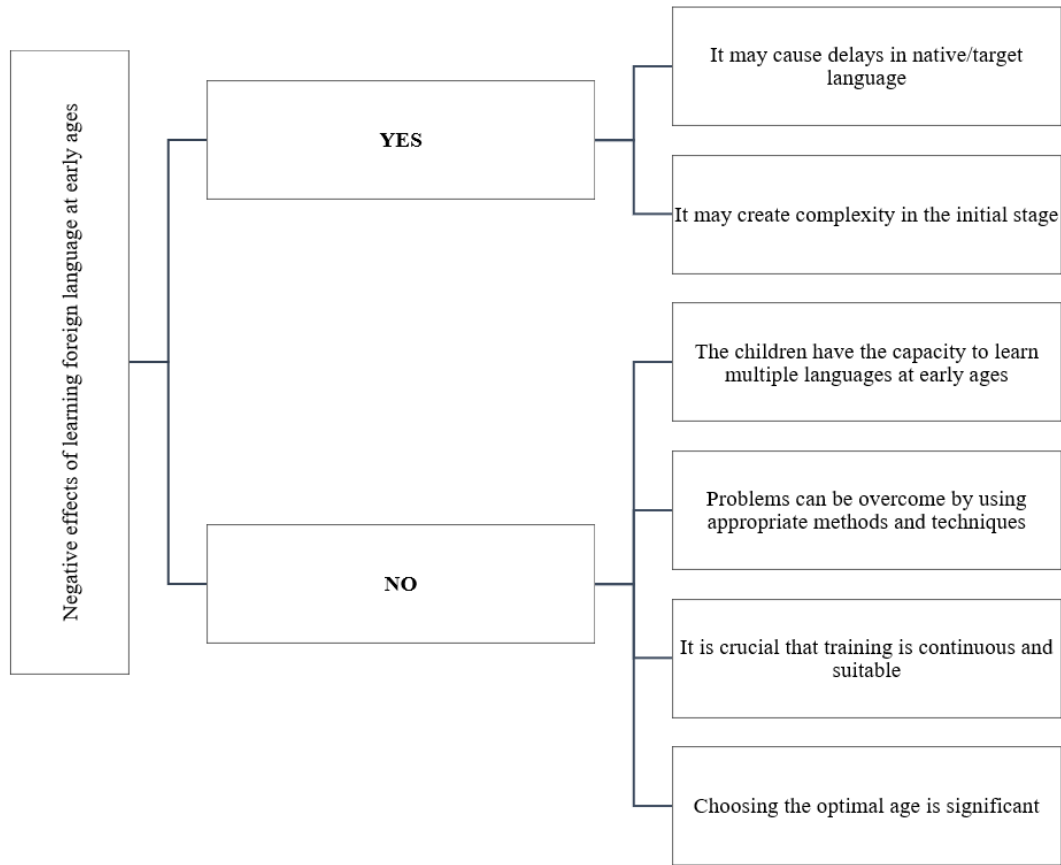 Negative effects of learning foreign language at early ages
YES
It may cause delays in native/target
language
It may create complexity in the initial stage
NO
The children have the capacity to learn
multiple languages at early ages
Problems can be overcome by using
appropriate methods and techniques
It is crucial that training is continuous and
suitable
Choosing the optimal age is significant